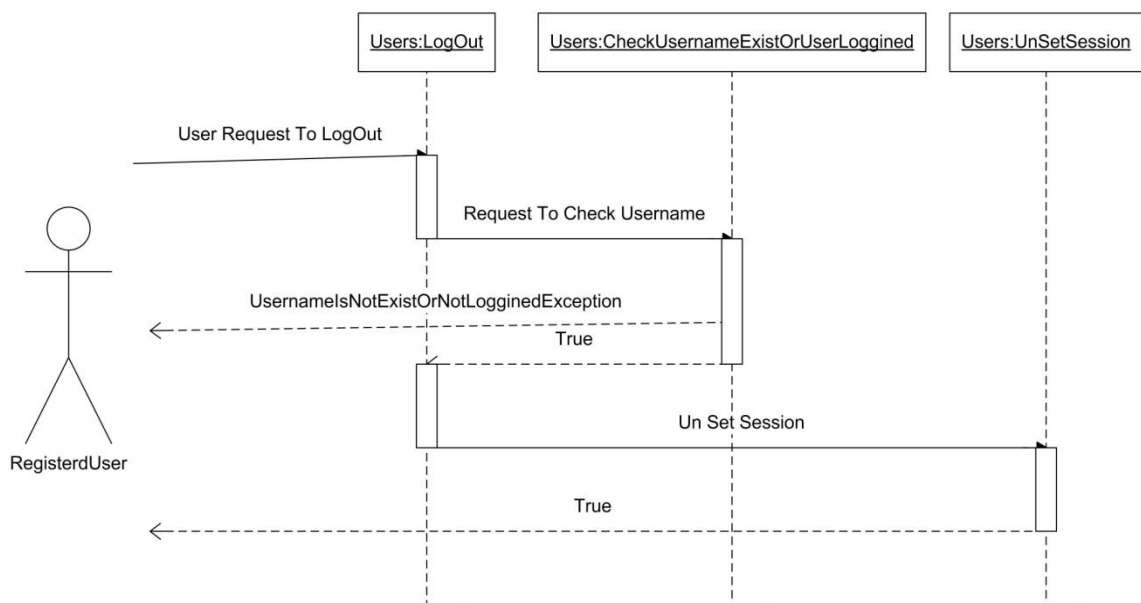 Users:LogOut
Users:CheckUsernameExistOrUserLoggined
Users:UnSetSession
User Request To LogOut
Request To Check Username
UsernameIsNotExistOrNotLogginedException
True
Un Set Session
RegisterdUser
True